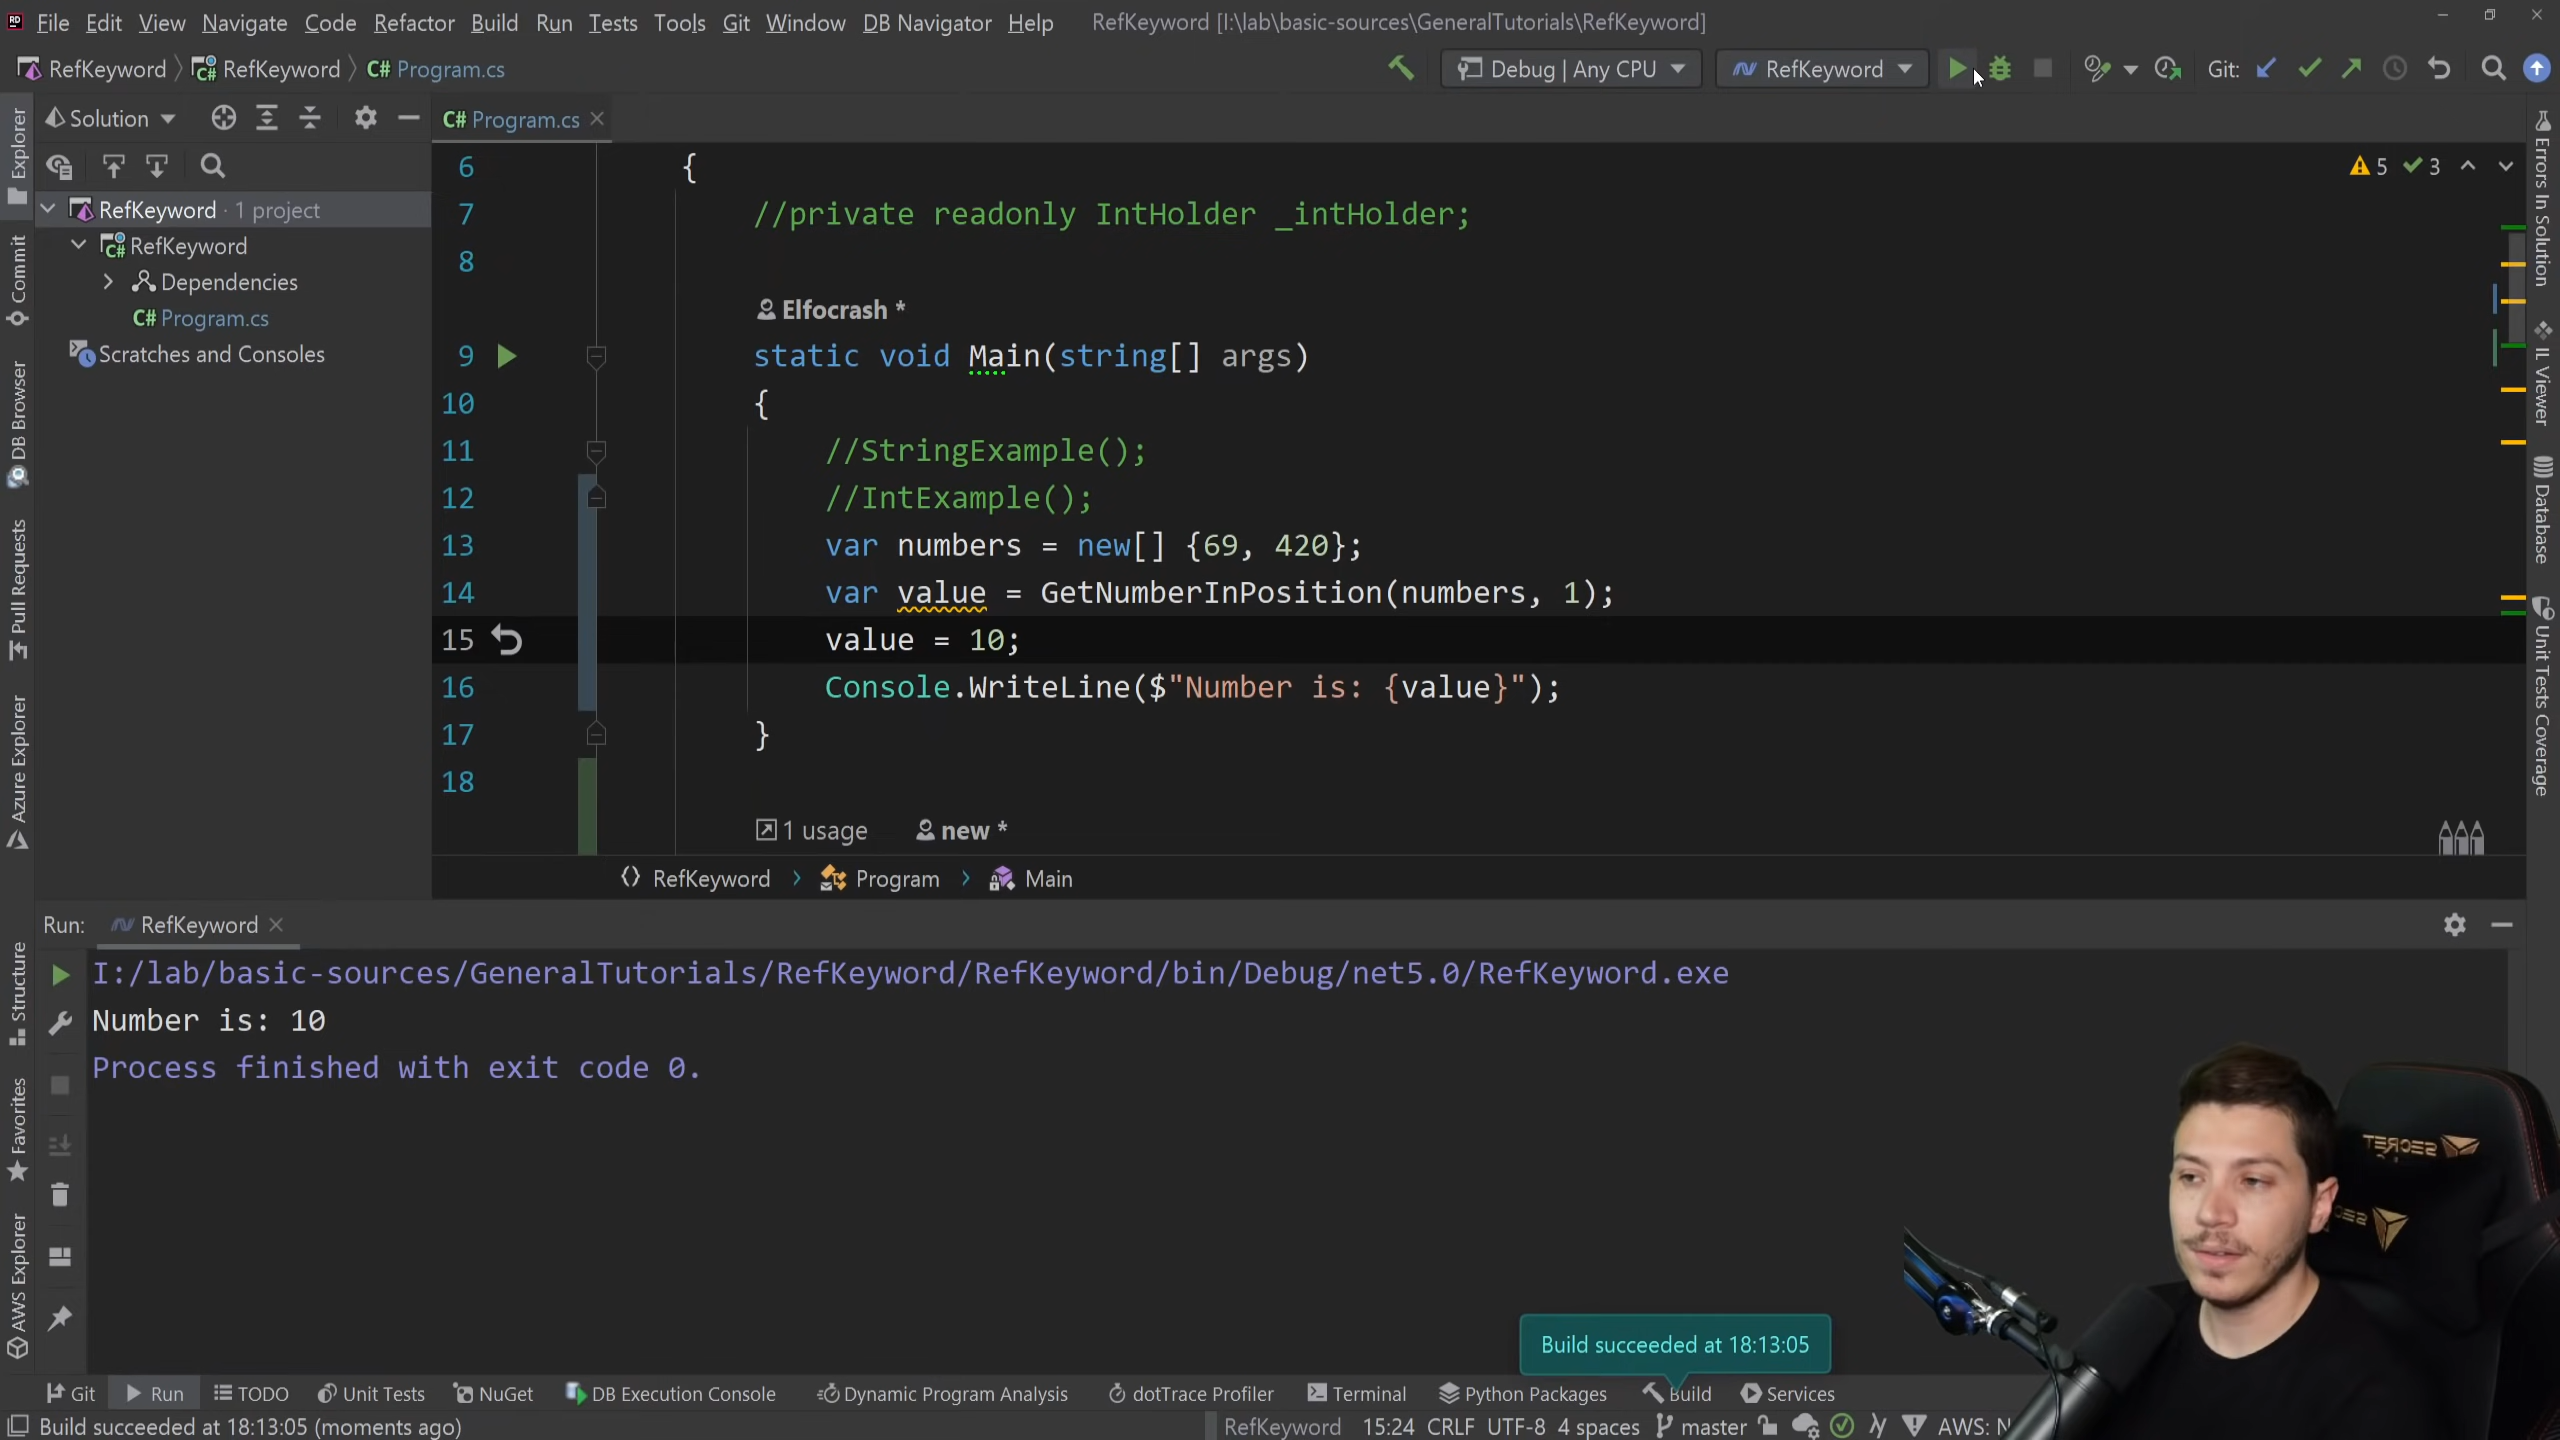 File Edit View Navigate Code Refactor Build Run Tests Tools Git Window DB Navigator Help RefKeyword [I:\lab\basic-sources\GeneralTutorials\RefKeyword]
RefKeyword RefKeyword C# Program.cs Debug | Any CPU RefKeyword Git:
Solution
C# Program.cs
RefKeyword · 1 project
RefKeyword
Dependencies
C# Program.cs
Scratches and Consoles
Explorer
Commit
DB Browser
Pull Requests
Azure Explorer
Structure
Favorites
AWS Explorer
5 3
6 {
7 //private readonly IntHolder _intHolder;
8
Elfocrash *
9 static void Main(string[] args)
10 {
11 //StringExample();
12 //IntExample();
13 var numbers = new[] {69, 420};
14 var value = GetNumberInPosition(numbers, 1);
15 value = 10;
16 Console.WriteLine($"Number is: {value}");
17 }
18
1 usage new *
RefKeyword Program Main
Errors In Solution
IL Viewer
Database
Unit Tests Coverage
Run: RefKeyword
I:/lab/basic-sources/GeneralTutorials/RefKeyword/RefKeyword/bin/Debug/net5.0/RefKeyword.exe
Number is: 10
Process finished with exit code 0.
SECRET
Build succeeded at 18:13:05
Git Run TODO Unit Tests NuGet DB Execution Console Dynamic Program Analysis dotTrace Profiler Terminal Python Packages Build Services
Build succeeded at 18:13:05 (moments ago) RefKeyword 15:24 CRLF UTF-8 4 spaces master AWS: N